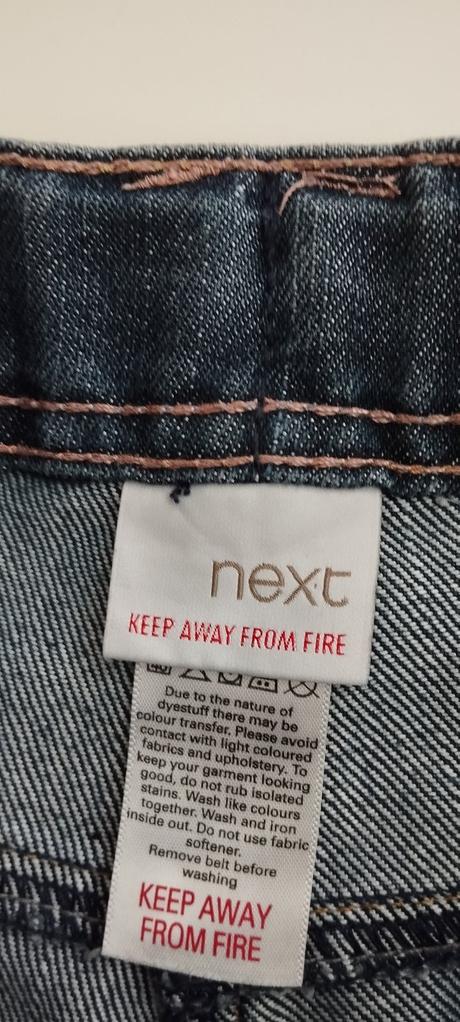 next
KEEP AWAY FROM FIRE
40
Due to the nature of
dyestuff there may be
colour transfer. Please avoid
contact with light coloured
fabrics and upholstery. To
keep your garment looking
good, do not rub isolated
stains. Wash like colours
together. Wash and iron
inside out. Do not use fabric
softener.
Remove belt before
washing
KEEP AWAY
FROM FIRE